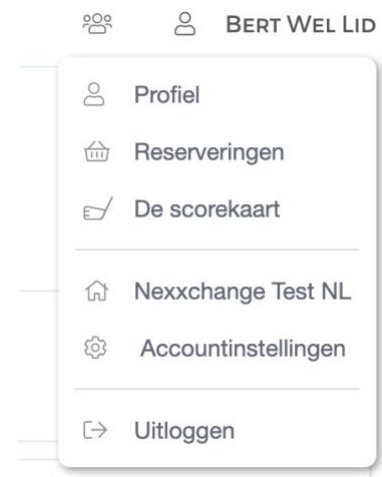 BERT WEL LID
Profiel
Reserveringen
De scorekaart
Nexxchange Test NL
Accountinstellingen
Uitloggen